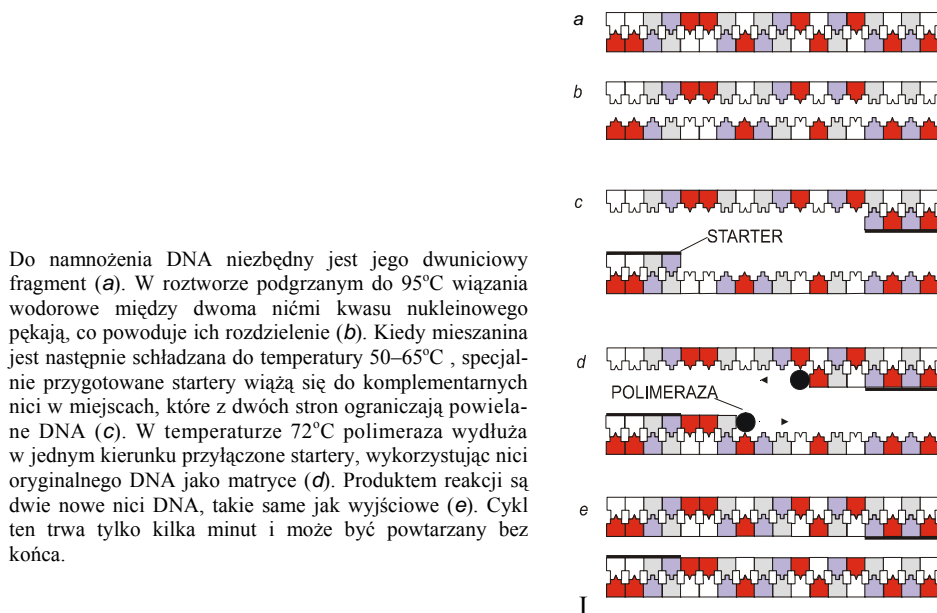 Do namnożenia DNA niezbędny jest jego dwuniciowy
fragment (a). W roztworze podgrzanym do 95°C wiązania
wodorowe między dwoma nićmi kwasu nukleinowego
pękają, co powoduje ich rozdzielenie (b). Kiedy mieszanina
jest następnie schładzana do temperatury 50–65°C , specjal-
nie przygotowane startery wiążą się do komplementarnych
nici w miejscach, które z dwóch stron ograniczają powiela-
ne DNA (c). W temperaturze 72°C polimeraza wydłuża
w jednym kierunku przyłączone startery, wykorzystując nici
oryginalnego DNA jako matryce (d). Produktem reakcji są
dwie nowe nici DNA, takie same jak wyjściowe (e). Cykl
ten trwa tylko kilka minut i może być powtarzany bez
końca.
a
b
c
STARTER
d
POLIMERAZA
e
I